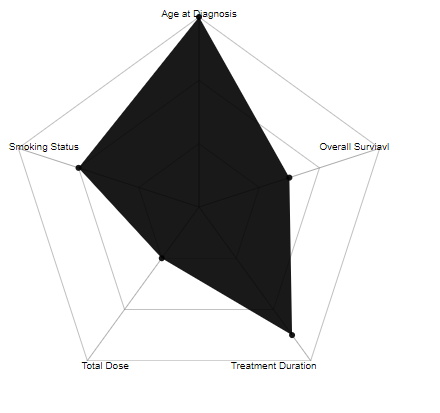 Age at Diagnosis
Smoking Status
Overall Surviavl
Total Dose
Treatment Duration